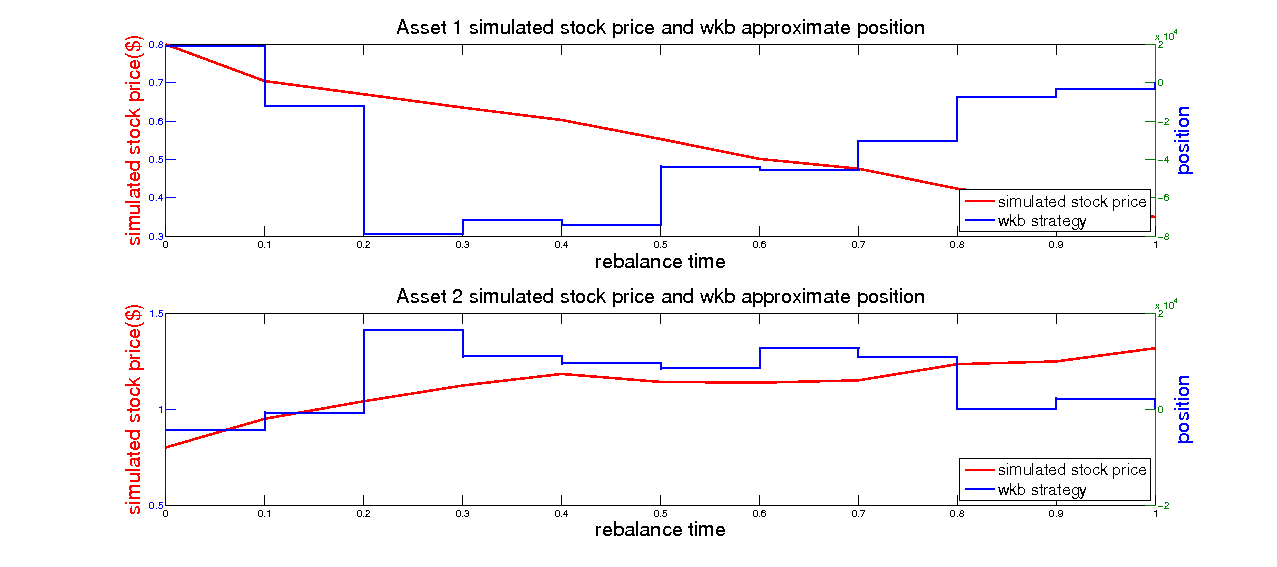 Asset 1 simulated stock price and wkb approximate position
x 10^4
simulated stock price($)
0.8
0.7
0.6
0.5
0.4
0.3
2
0
−2
−4
−6
−8
position
simulated stock price
wkb strategy
0 0.1 0.2 0.3 0.4 0.5 0.6 0.7 0.8 0.9 1
rebalance time
Asset 2 simulated stock price and wkb approximate position
x 10^4
simulated stock price($)
1.5
1
0.5
2
0
−2
position
simulated stock price
wkb strategy
0 0.1 0.2 0.3 0.4 0.5 0.6 0.7 0.8 0.9 1
rebalance time